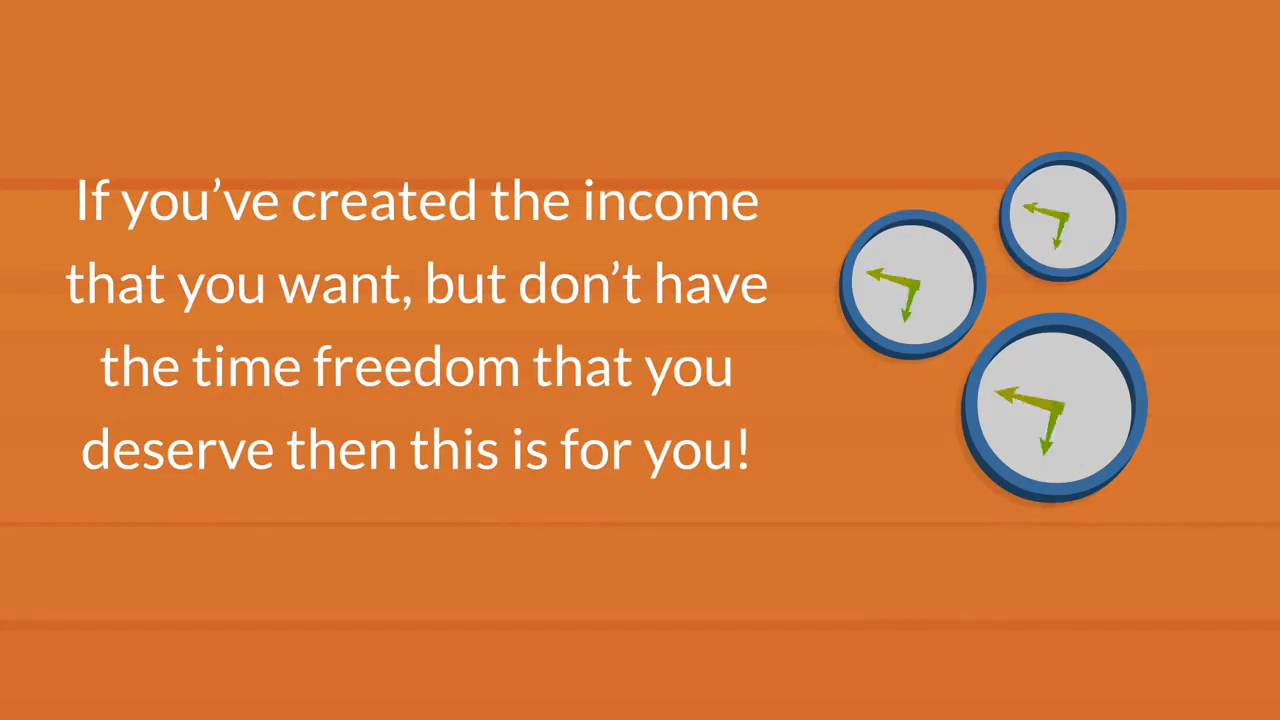 If you’ve created the income
that you want, but don’t have
the time freedom that you
deserve then this is for you!